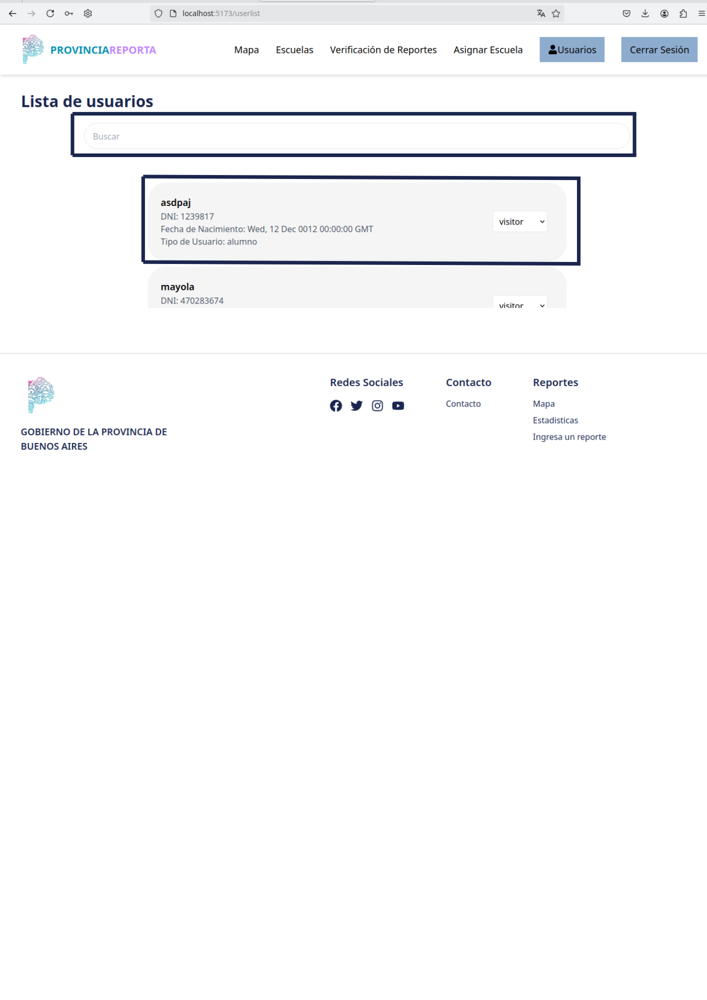 localhost:5173/userlist
PROVINCIAREPORTA Mapa Escuelas Verificación de Reportes Asignar Escuela Usuarios Cerrar Sesión
Lista de usuarios
Buscar
asdpaj
DNI: 1239817
visitor
Fecha de Nacimiento: Wed, 12 Dec 0012 00:00:00 GMT
Tipo de Usuario: alumno
mayola
DNI: 470283674
visitor
GOBIERNO DE LA PROVINCIA DE
BUENOS AIRES
Redes Sociales
Contacto
Contacto
Reportes
Mapa
Estadisticas
Ingresa un reporte